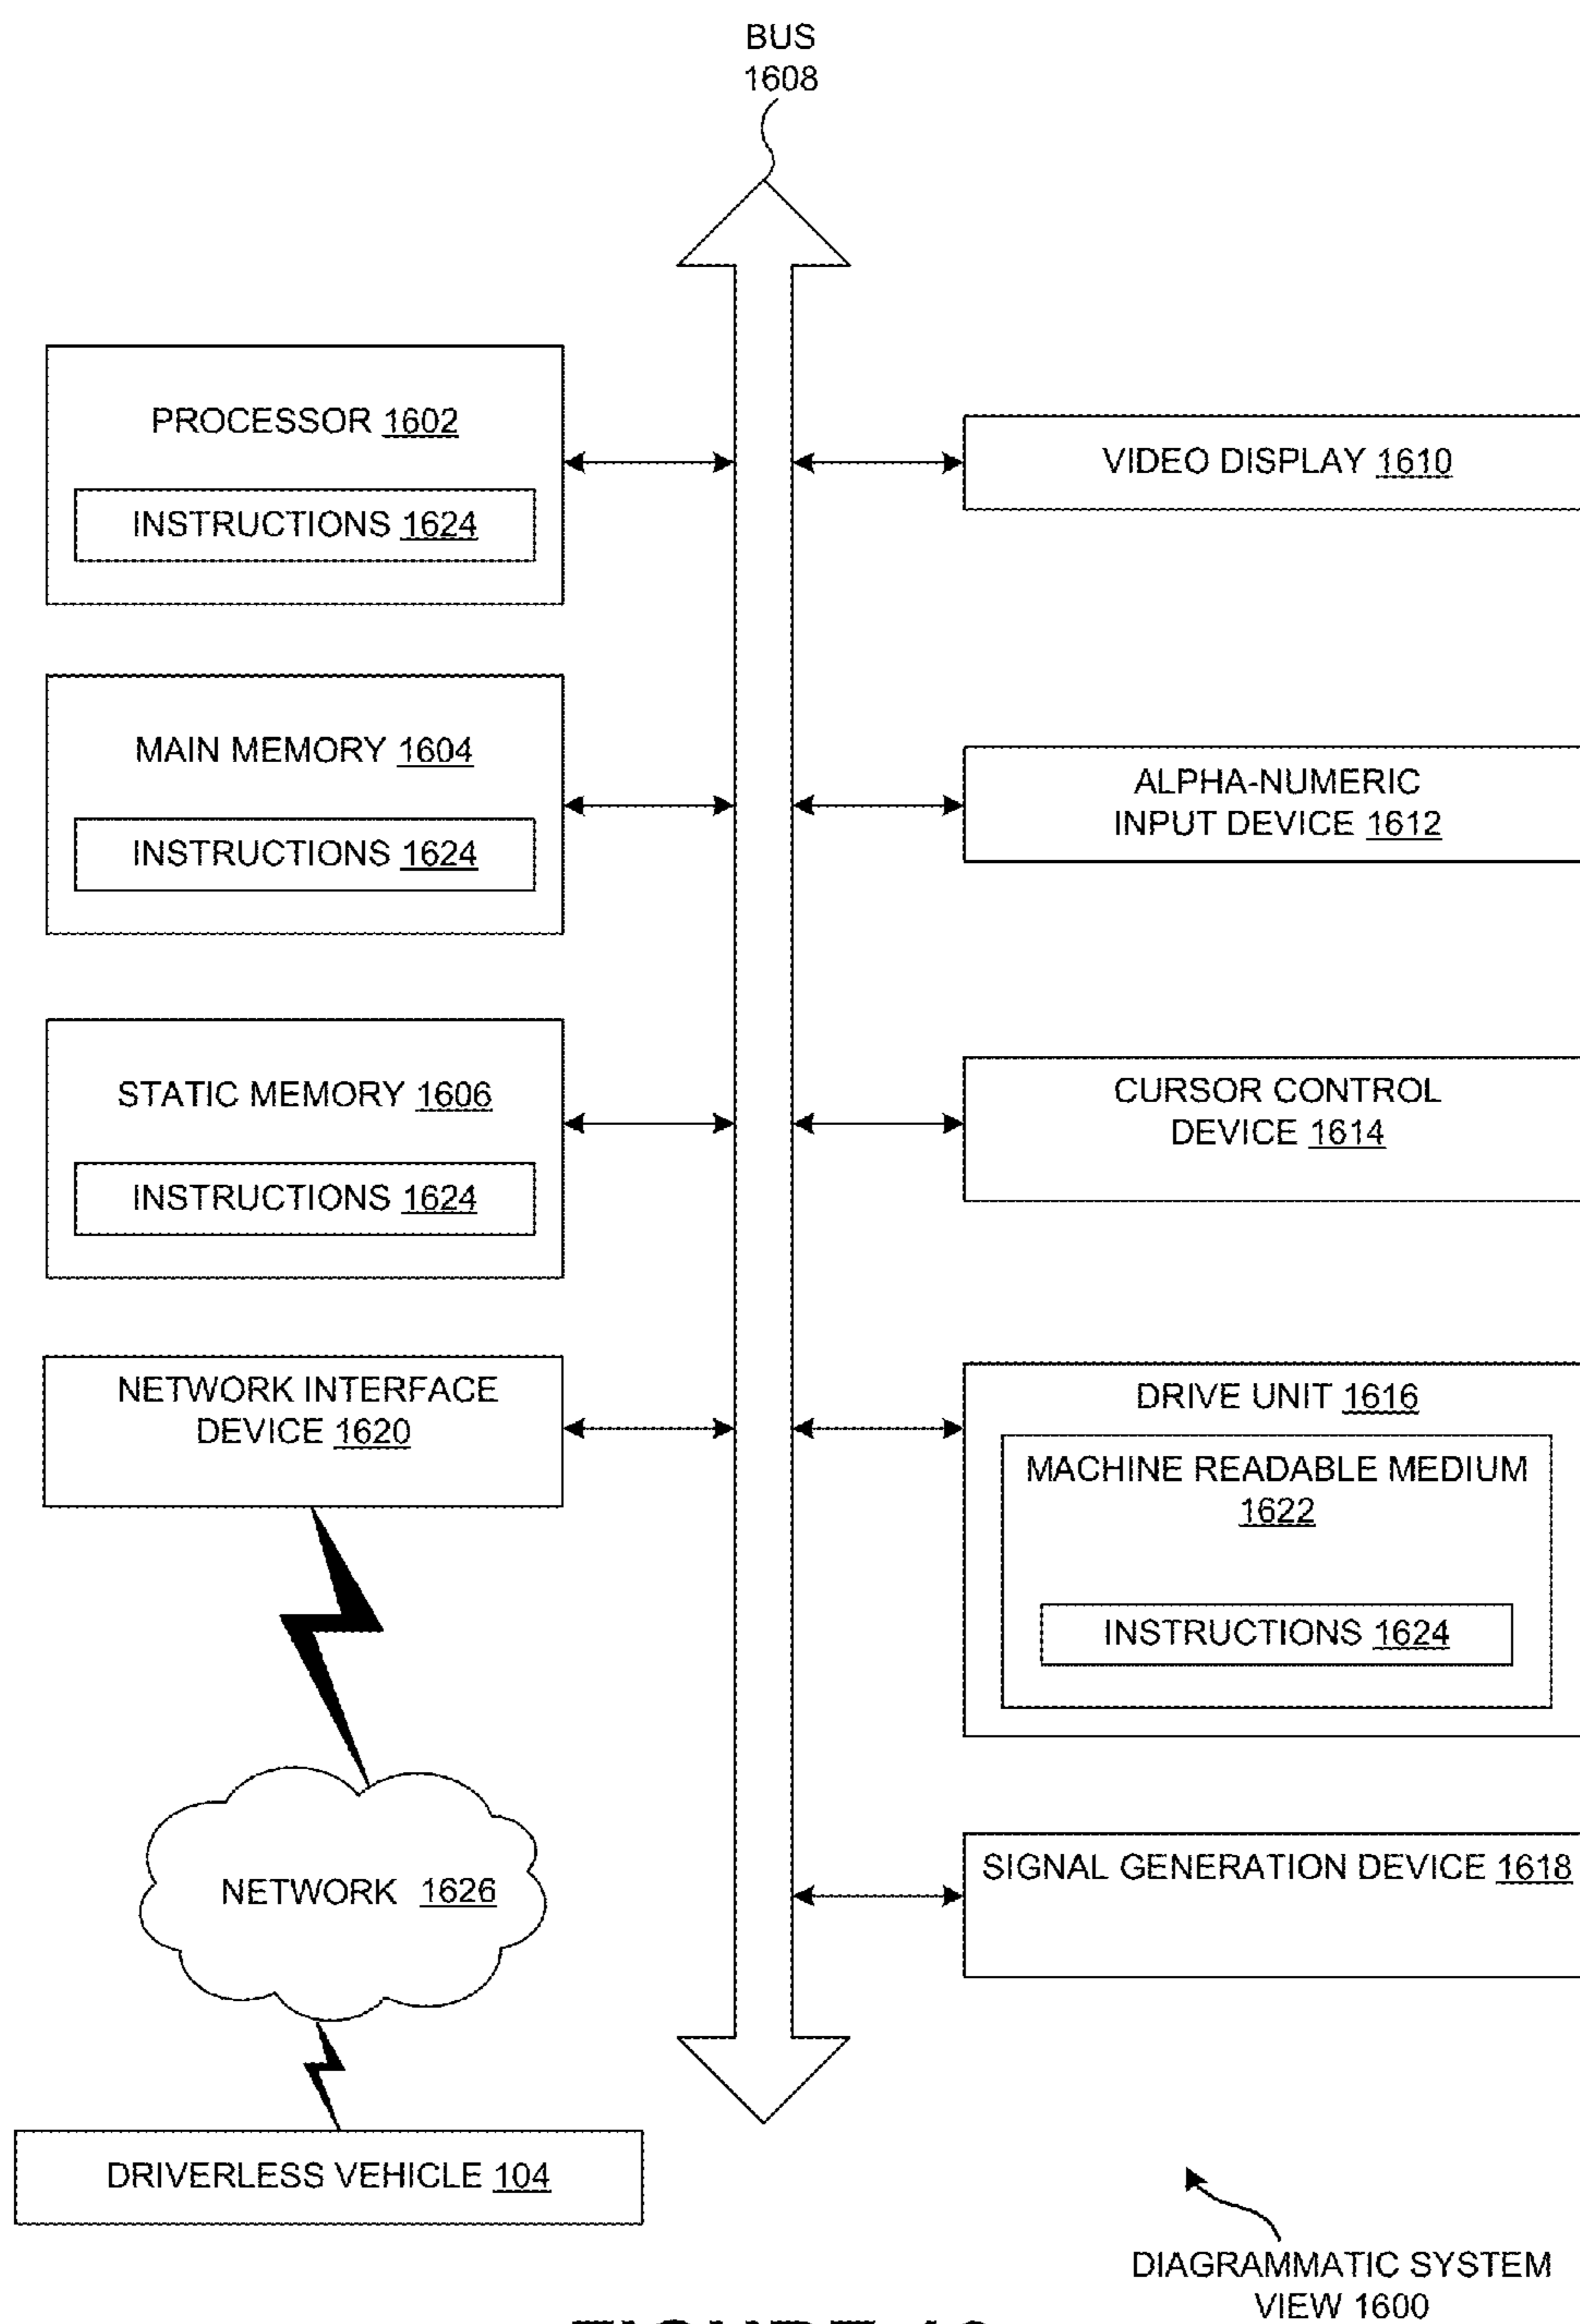 BUS
1608
PROCESSOR 1602
INSTRUCTIONS 1624
MAIN MEMORY 1604
INSTRUCTIONS 1624
STATIC MEMORY 1606
INSTRUCTIONS 1624
NETWORK INTERFACE
DEVICE 1620
NETWORK 1626
DRIVERLESS VEHICLE 104
VIDEO DISPLAY 1610
ALPHA-NUMERIC
INPUT DEVICE 1612
CURSOR CONTROL
DEVICE 1614
DRIVE UNIT 1616
MACHINE READABLE MEDIUM
1622
INSTRUCTIONS 1624
SIGNAL GENERATION DEVICE 1618
DIAGRAMMATIC SYSTEM
VIEW 1600